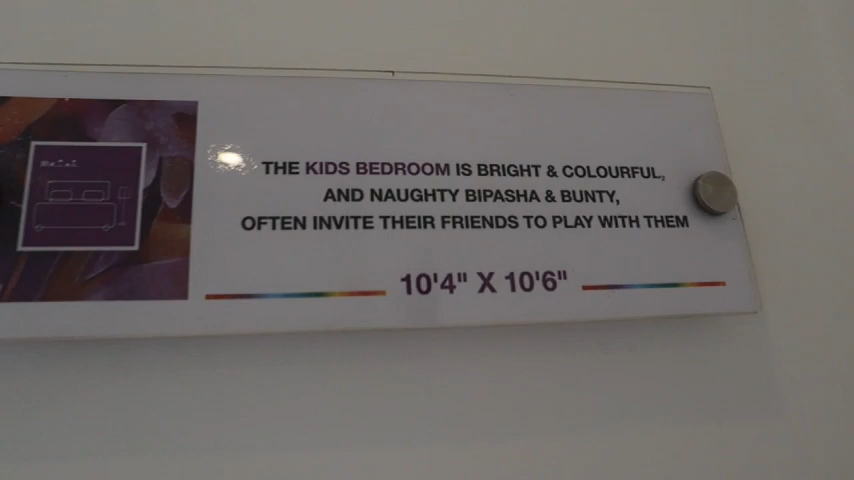 THE KIDS BEDROOM IS BRIGHT & COLOURFUL,
AND NAUGHTY BIPASHA & BUNTY,
OFTEN INVITE THEIR FRIENDS TO PLAY WITH THEM
10'4" X 10'6"